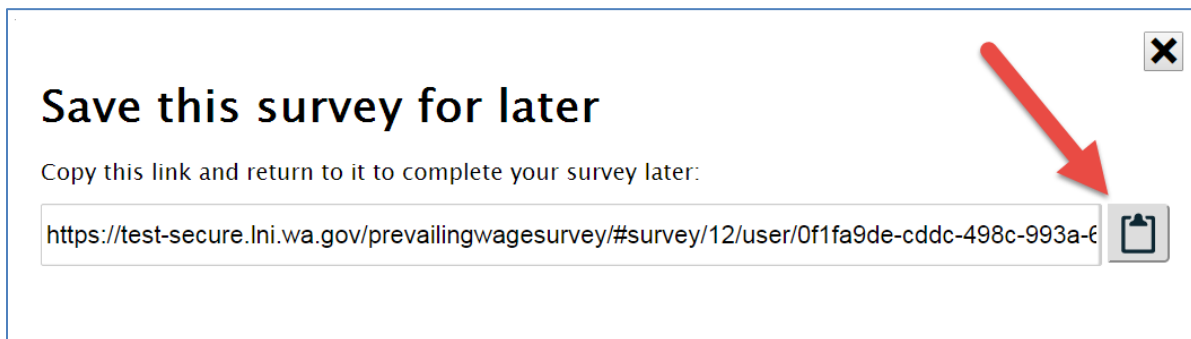 Save this survey for later
Copy this link and return to it to complete your survey later:
https://test-secure.lni.wa.gov/prevailingwagesurvey/#survey/12/user/0f1fa9de-cddc-498c-993a-6